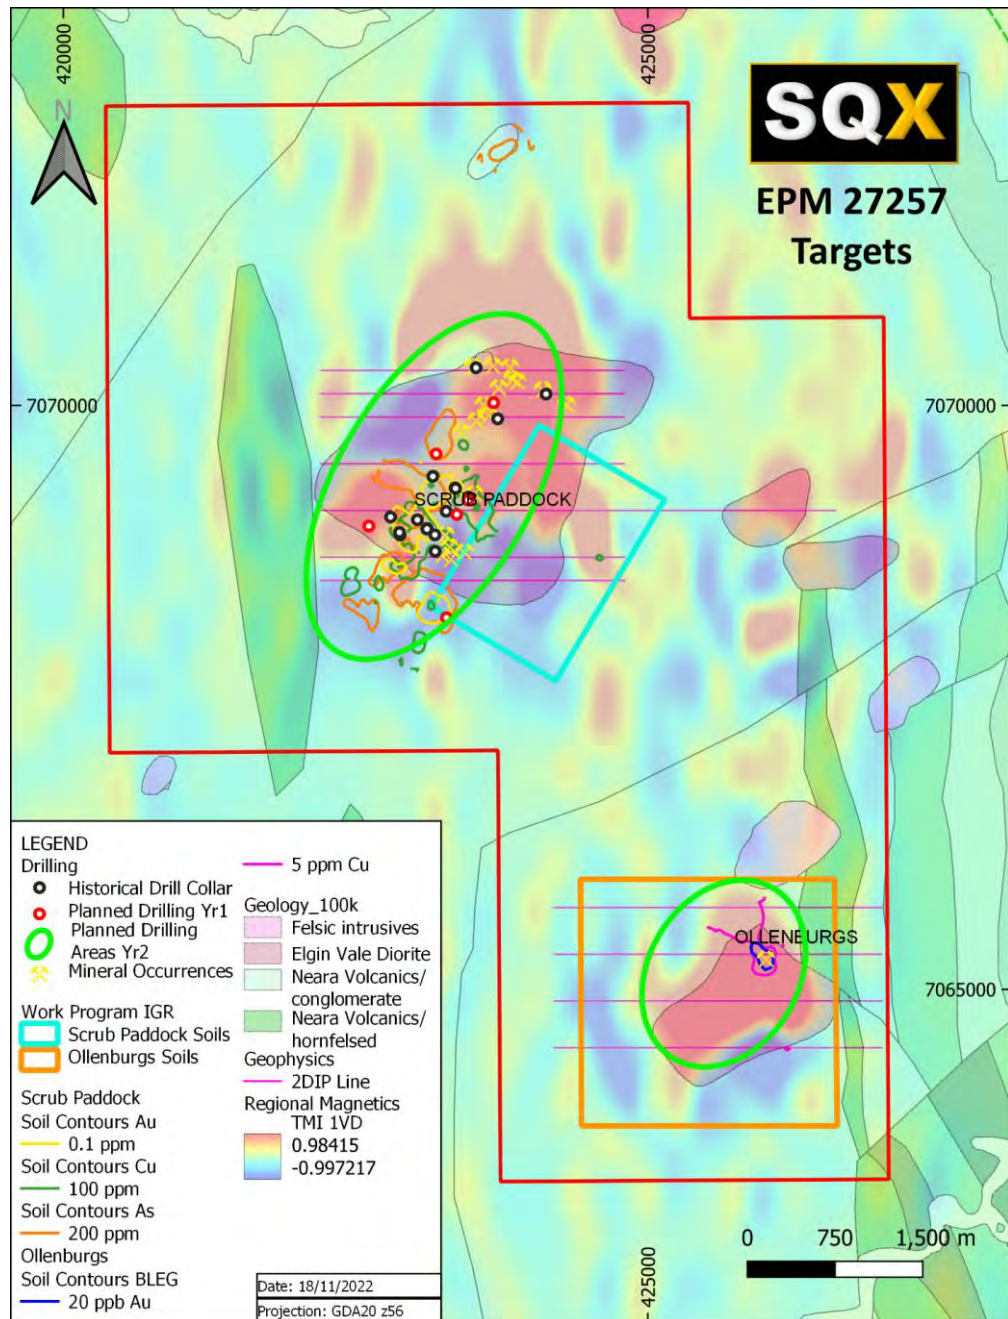 420000
425000
N
SQX
EPM 27257
Targets
7070000
7070000
SCRUB PADDOCK
OLLENBURGS
7065000
LEGEND
Drilling
Historical Drill Collar
Planned Drilling Yr1
Planned Drilling
Areas Yr2
Mineral Occurrences
Work Program IGR
Scrub Paddock Soils
Ollenburgs Soils
Scrub Paddock
Soil Contours Au
0.1 ppm
Soil Contours Cu
100 ppm
Soil Contours As
200 ppm
Ollenburgs
Soil Contours BLEG
20 ppb Au
5 ppm Cu
Geology_100k
Felsic intrusives
Elgin Vale Diorite
Neara Volcanics/
conglomerate
Neara Volcanics/
hornfelsed
Geophysics
2DIP Line
Regional Magnetics
TMI 1VD
0.98415
-0.997217
Date: 18/11/2022
Projection: GDA20 z56
0 750 1,500 m
425000